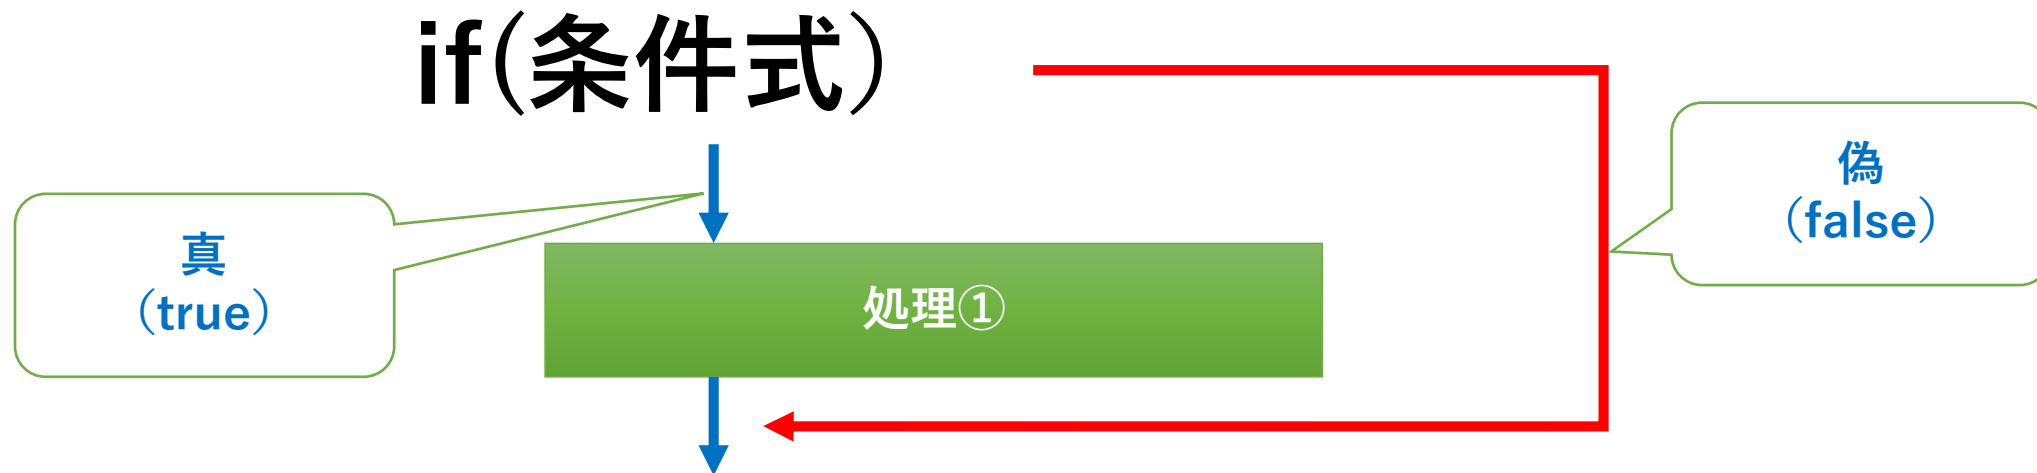 if(条件式)
偽
(false)
真
(true)
処理①